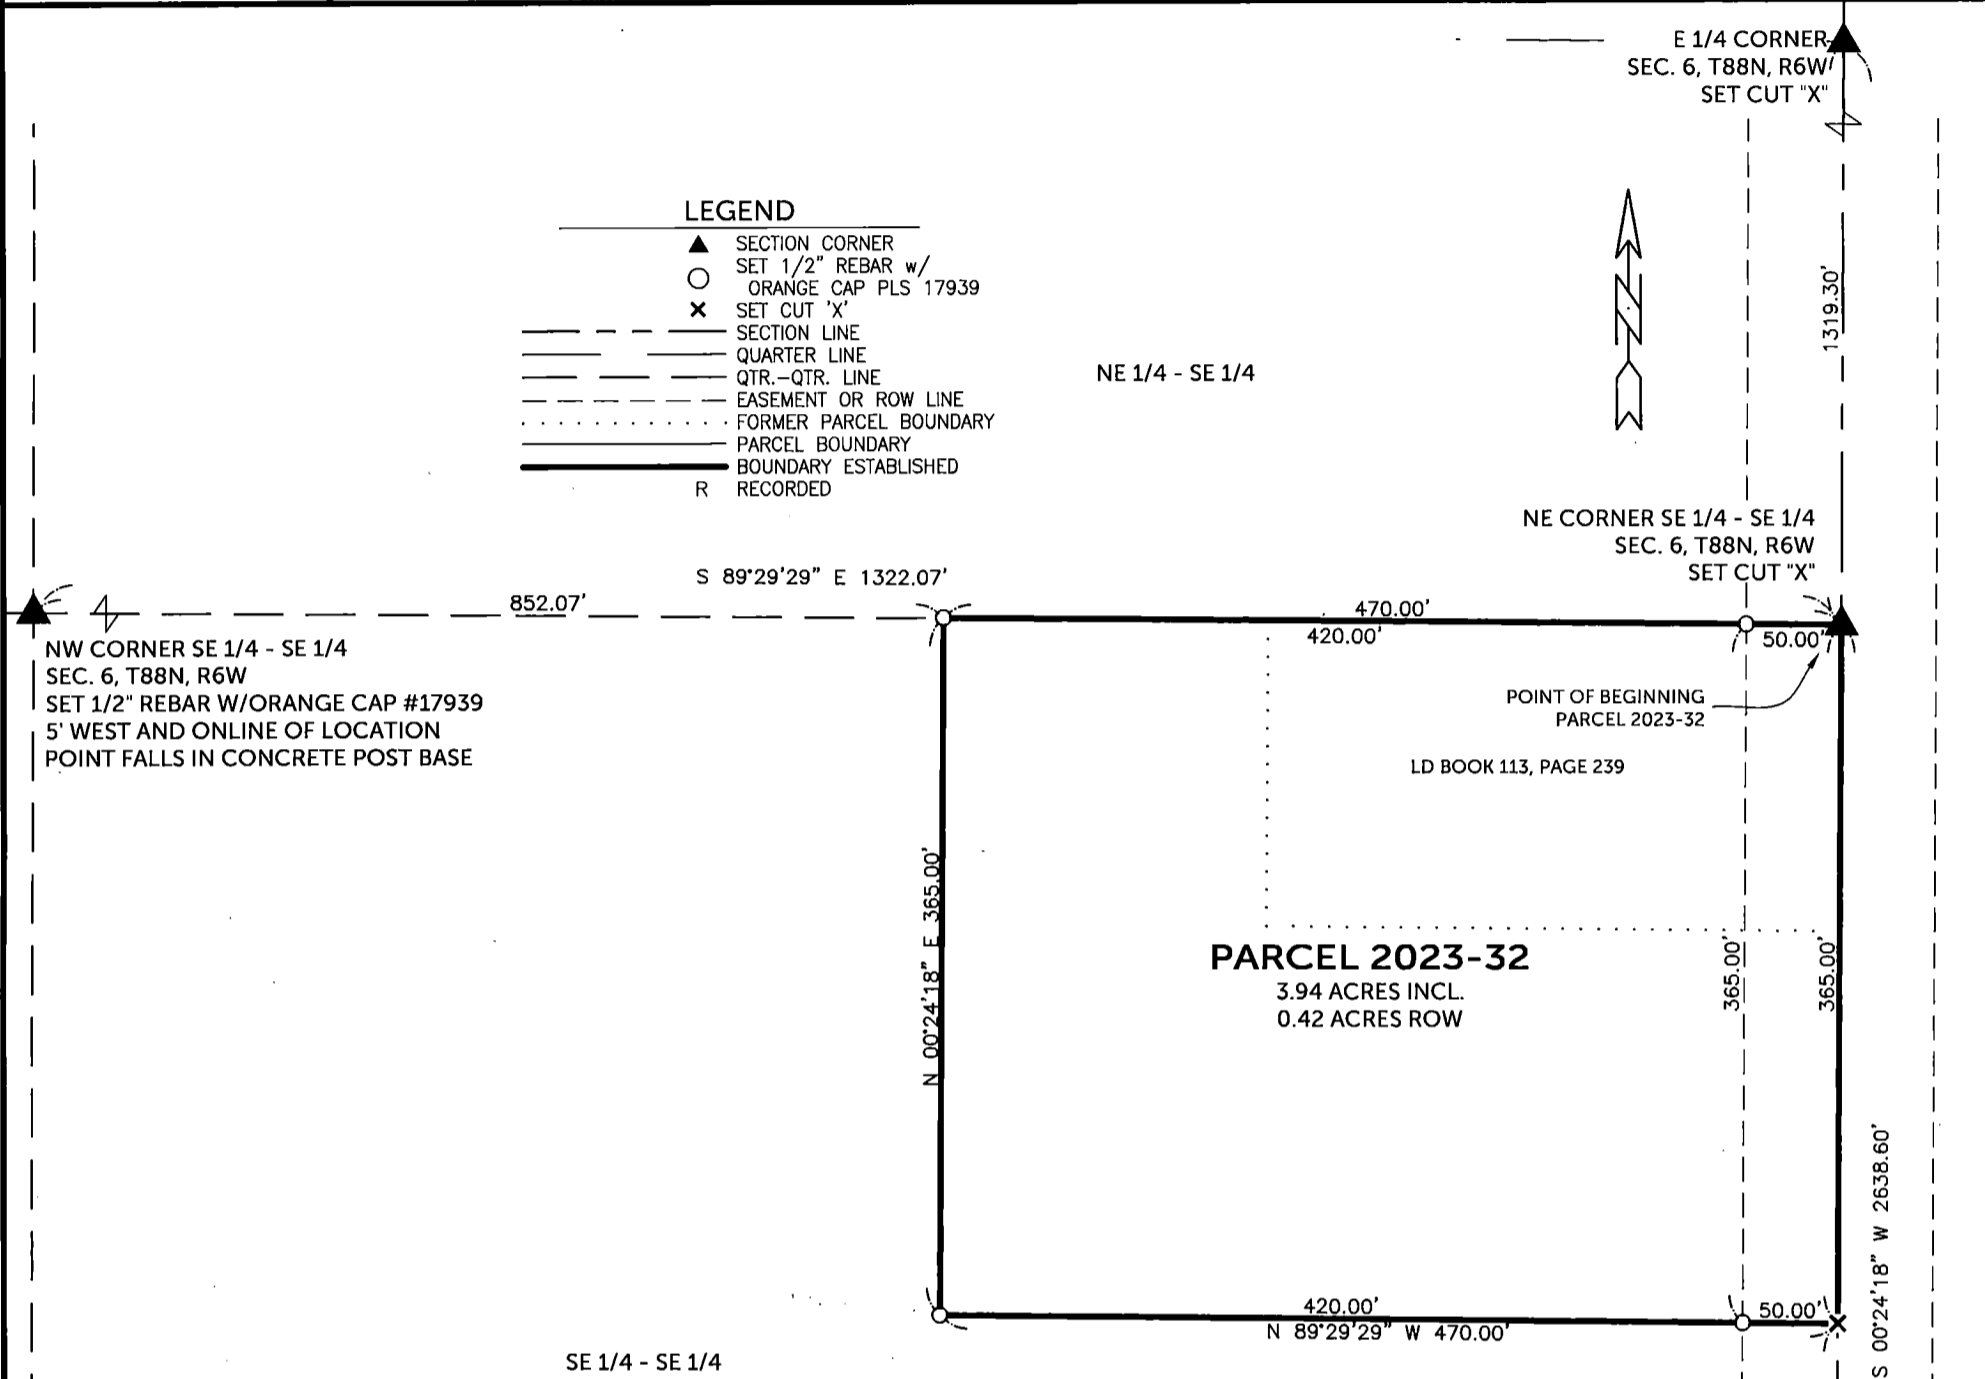 E 1/4 CORNER
SEC. 6, T88N, R6W
SET CUT "X"
1319.30'
LEGEND
SECTION CORNER
SET 1/2" REBAR w/
ORANGE CAP PLS 17939
SET CUT 'X'
SECTION LINE
QUARTER LINE
QTR.-QTR. LINE
EASEMENT OR ROW LINE
FORMER PARCEL BOUNDARY
PARCEL BOUNDARY
BOUNDARY ESTABLISHED
R RECORDED
N
NE 1/4 - SE 1/4
NE CORNER SE 1/4 - SE 1/4
SEC. 6, T88N, R6W
SET CUT "X"
S 89°29'29" E 1322.07'
852.07'
470.00'
420.00'
50.00'
NW CORNER SE 1/4 - SE 1/4
SEC. 6, T88N, R6W
SET 1/2" REBAR W/ORANGE CAP #17939
5' WEST AND ONLINE OF LOCATION
POINT FALLS IN CONCRETE POST BASE
POINT OF BEGINNING
PARCEL 2023-32
LD BOOK 113, PAGE 239
N 00°24'18" E 365.00'
PARCEL 2023-32
3.94 ACRES INCL.
0.42 ACRES ROW
365.00'
365.00'
S 00°24'18" W 2638.60'
420.00'
50.00'
N 89°29'29" W 470.00'
SE 1/4 - SE 1/4